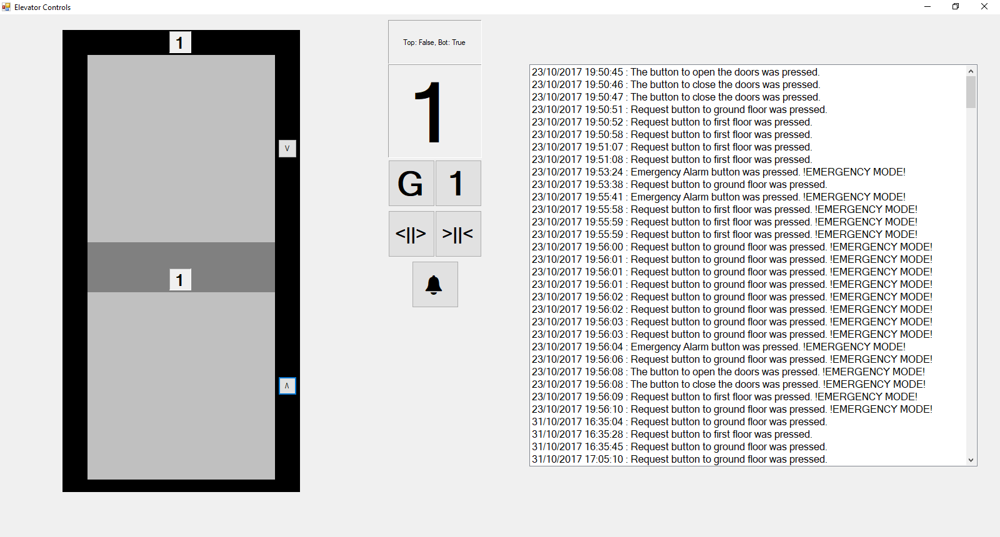 Elevator Controls
1
V
1
Λ
Top: False, Bot: True
1
G 1
<||> >||<
23/10/2017 19:50:45 : The button to open the doors was pressed.
23/10/2017 19:50:46 : The button to close the doors was pressed.
23/10/2017 19:50:47 : The button to close the doors was pressed.
23/10/2017 19:50:51 : Request button to ground floor was pressed.
23/10/2017 19:50:52 : Request button to first floor was pressed.
23/10/2017 19:50:58 : Request button to first floor was pressed.
23/10/2017 19:51:07 : Request button to first floor was pressed.
23/10/2017 19:51:08 : Request button to first floor was pressed.
23/10/2017 19:53:24 : Emergency Alarm button was pressed. !EMERGENCY MODE!
23/10/2017 19:53:38 : Request button to ground floor was pressed.
23/10/2017 19:55:41 : Emergency Alarm button was pressed. !EMERGENCY MODE!
23/10/2017 19:55:58 : Request button to first floor was pressed. !EMERGENCY MODE!
23/10/2017 19:55:59 : Request button to first floor was pressed. !EMERGENCY MODE!
23/10/2017 19:55:59 : Request button to first floor was pressed. !EMERGENCY MODE!
23/10/2017 19:56:00 : Request button to ground floor was pressed. !EMERGENCY MODE!
23/10/2017 19:56:01 : Request button to ground floor was pressed. !EMERGENCY MODE!
23/10/2017 19:56:01 : Request button to ground floor was pressed. !EMERGENCY MODE!
23/10/2017 19:56:01 : Request button to ground floor was pressed. !EMERGENCY MODE!
23/10/2017 19:56:02 : Request button to ground floor was pressed. !EMERGENCY MODE!
23/10/2017 19:56:02 : Request button to ground floor was pressed. !EMERGENCY MODE!
23/10/2017 19:56:03 : Request button to ground floor was pressed. !EMERGENCY MODE!
23/10/2017 19:56:03 : Request button to ground floor was pressed. !EMERGENCY MODE!
23/10/2017 19:56:04 : Emergency Alarm button was pressed. !EMERGENCY MODE!
23/10/2017 19:56:06 : Request button to ground floor was pressed. !EMERGENCY MODE!
23/10/2017 19:56:08 : The button to open the doors was pressed. !EMERGENCY MODE!
23/10/2017 19:56:08 : The button to close the doors was pressed. !EMERGENCY MODE!
23/10/2017 19:56:09 : Request button to first floor was pressed. !EMERGENCY MODE!
23/10/2017 19:56:10 : Request button to ground floor was pressed. !EMERGENCY MODE!
31/10/2017 16:35:04 : Request button to ground floor was pressed.
31/10/2017 16:35:28 : Request button to first floor was pressed.
31/10/2017 16:35:45 : Request button to ground floor was pressed.
31/10/2017 17:05:10 : Request button to ground floor was pressed.